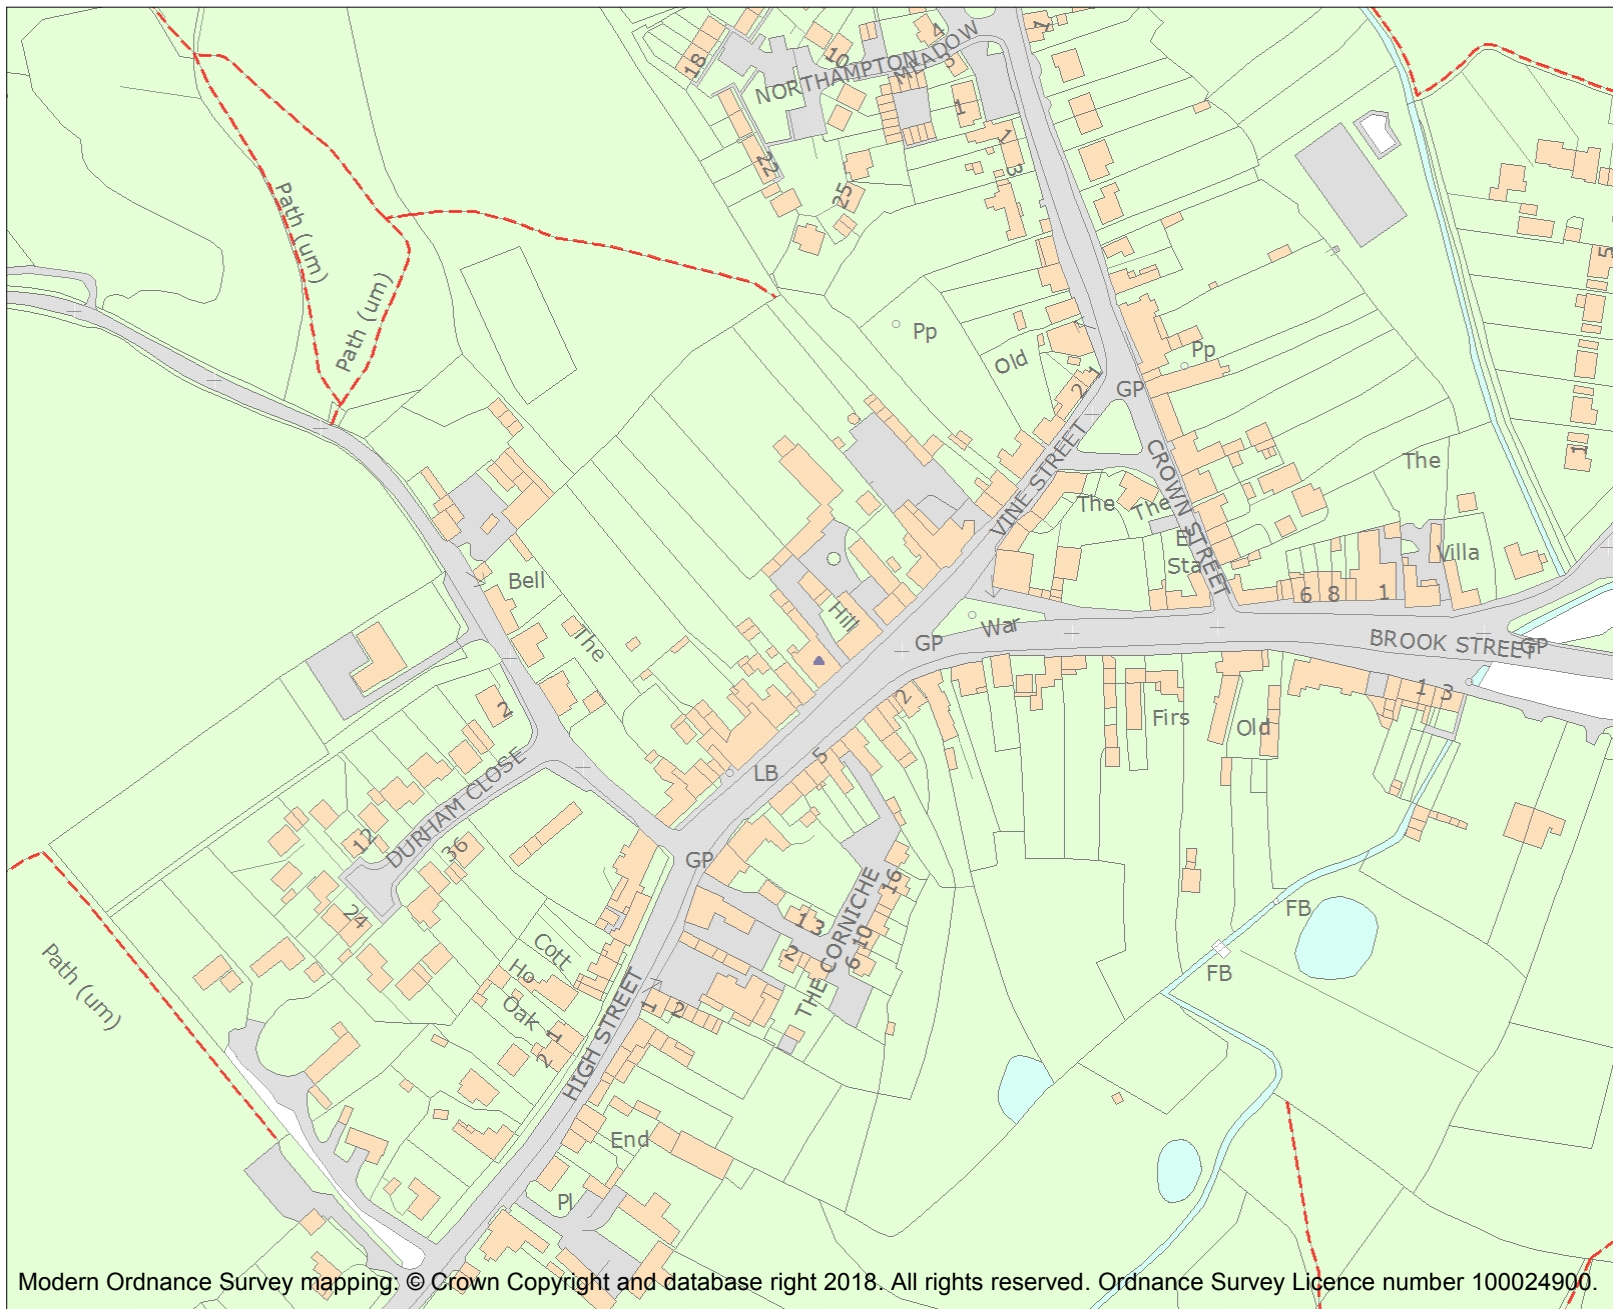 4
1
10
18
NORTHAMPTON
MEADOW
3
1
1
3
22
25
5
Path (um)
Path (um)
Pp
Old
Pp
2 1
GP
VINE STREET
CROWN STREET
The
The
The
1
El
Sta
Villa
Bell
6 8 1
Hill
War
GP
The
BROOK STREET
GP
2
2
1 3
Firs
Old
5
LB
DURHAM CLOSE
12
36
GP
THE CORNICHE
16
24
13
10
2
6
FB
FB
Cott
Ho
Oak
Path (um)
1
2
1
2
HIGH STREET
End
Pl
Modern Ordnance Survey mapping: © Crown Copyright and database right 2018. All rights reserved. Ordnance Survey Licence number 100024900.